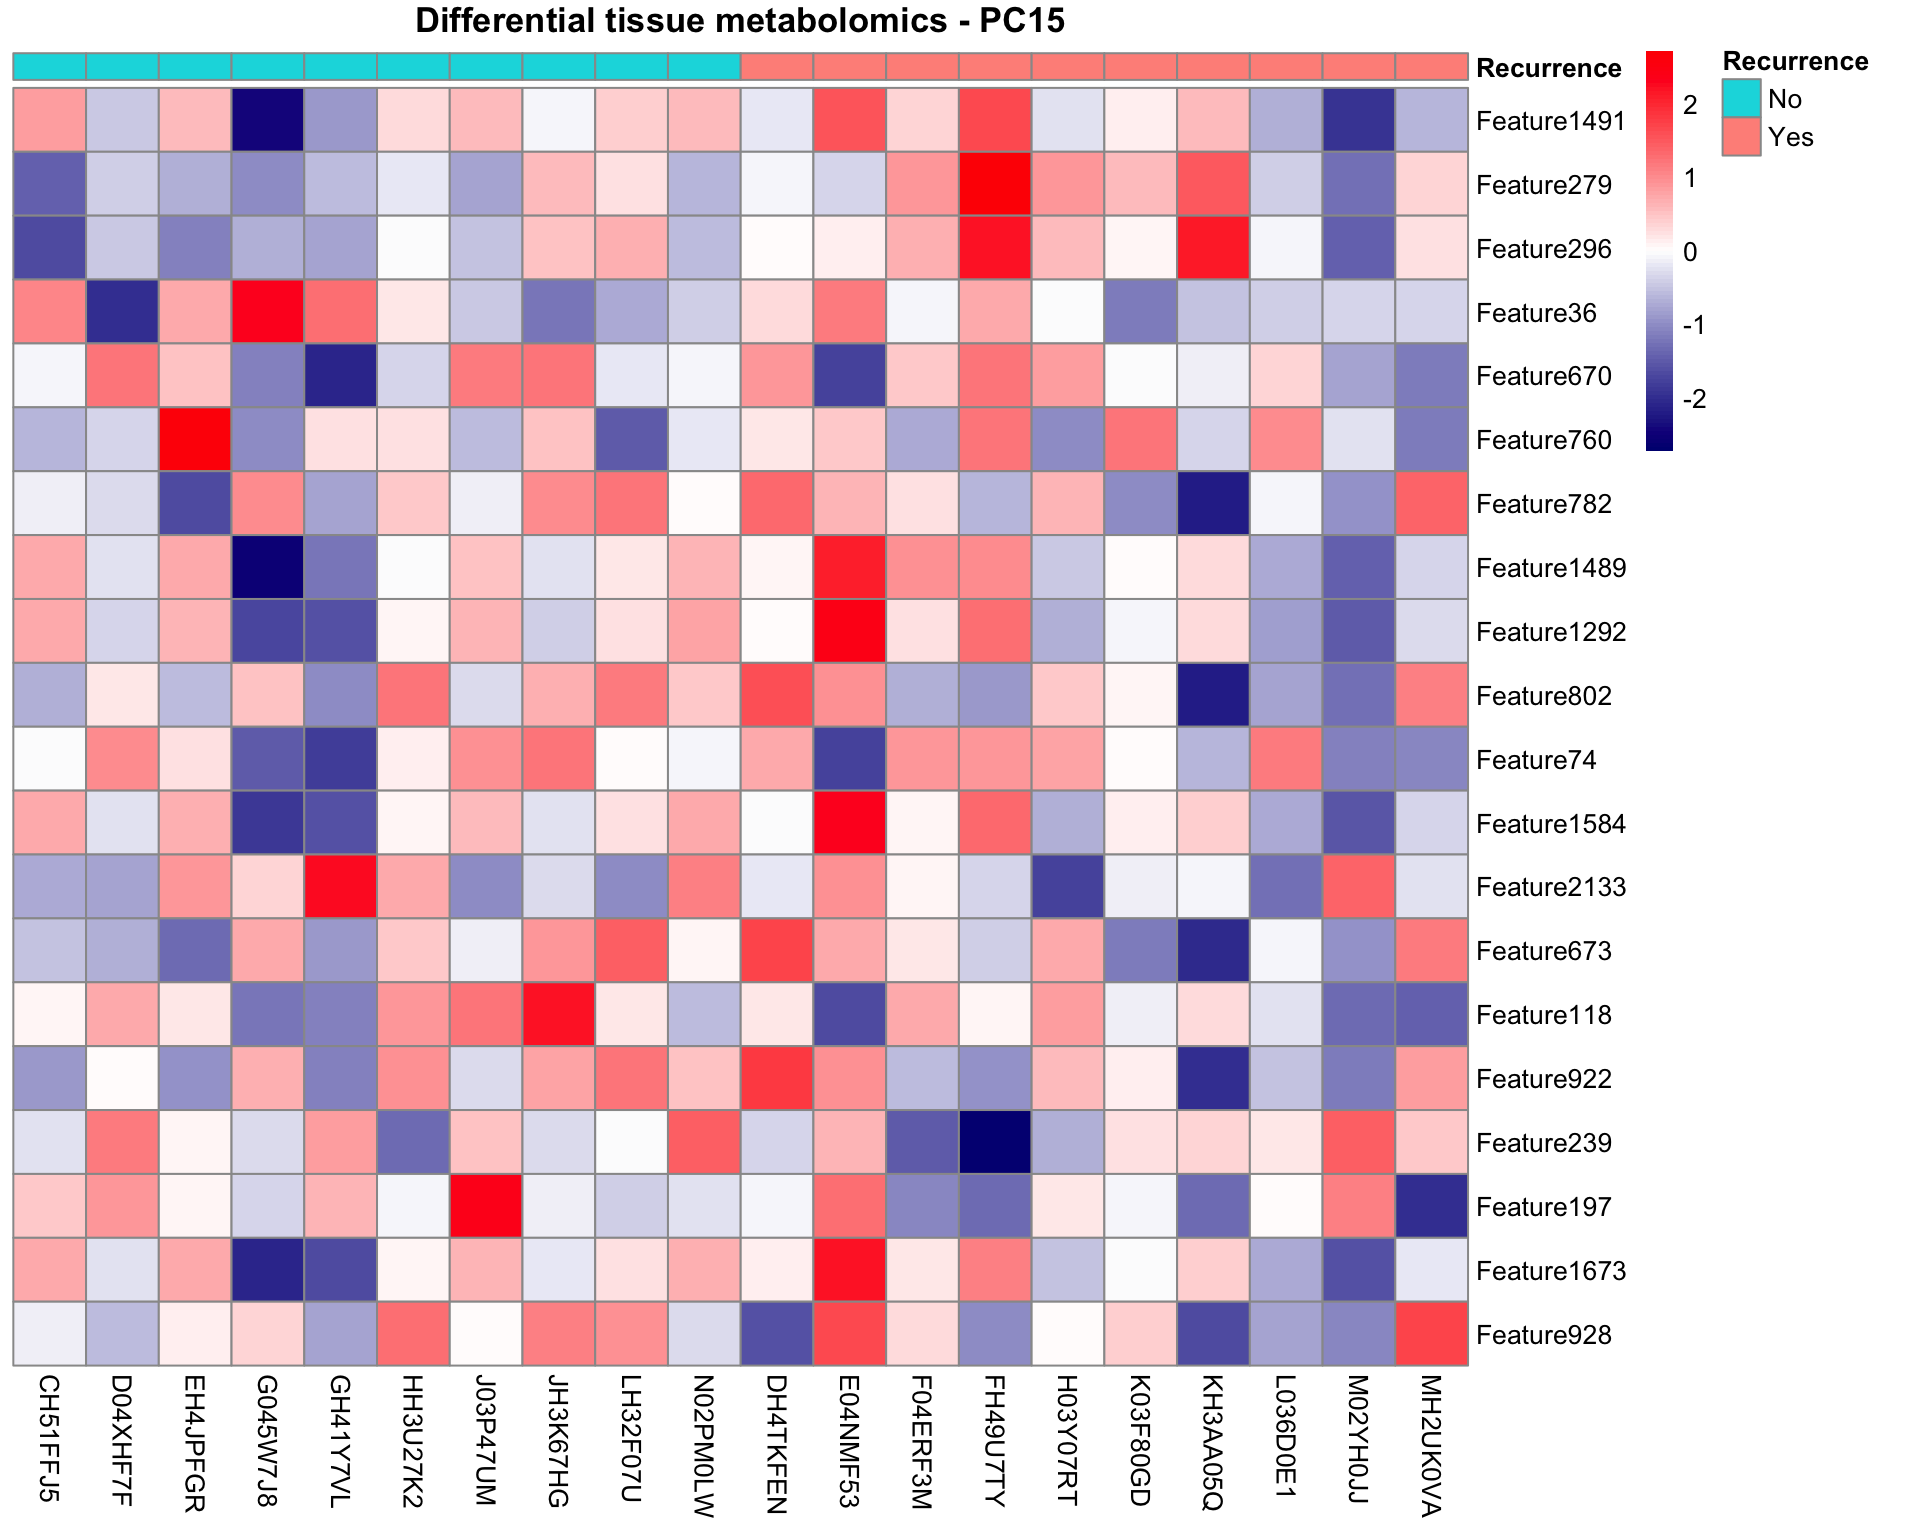 Differential tissue metabolomics - PC15
Recurrence
Feature1491
Feature279
Feature296
Feature36
Feature670
Feature760
Feature782
Feature1489
Feature1292
Feature802
Feature74
Feature1584
Feature2133
Feature673
Feature118
Feature922
Feature239
Feature197
Feature1673
Feature928
CH51FFJ5
D04XHF7F
EH4JPFGR
G045W7J8
GH41Y7VL
HH3U27K2
J03P47UM
JH3K67HG
LH32F07U
N02PM0LW
DH4TKFEN
E04NMF53
F04ERF3M
FH49U7TY
H03Y07RT
K03F80GD
KH3AA05Q
L036D0E1
M02YH0JJ
MH2UK0VA
2
1
0
-1
-2
Recurrence
No
Yes